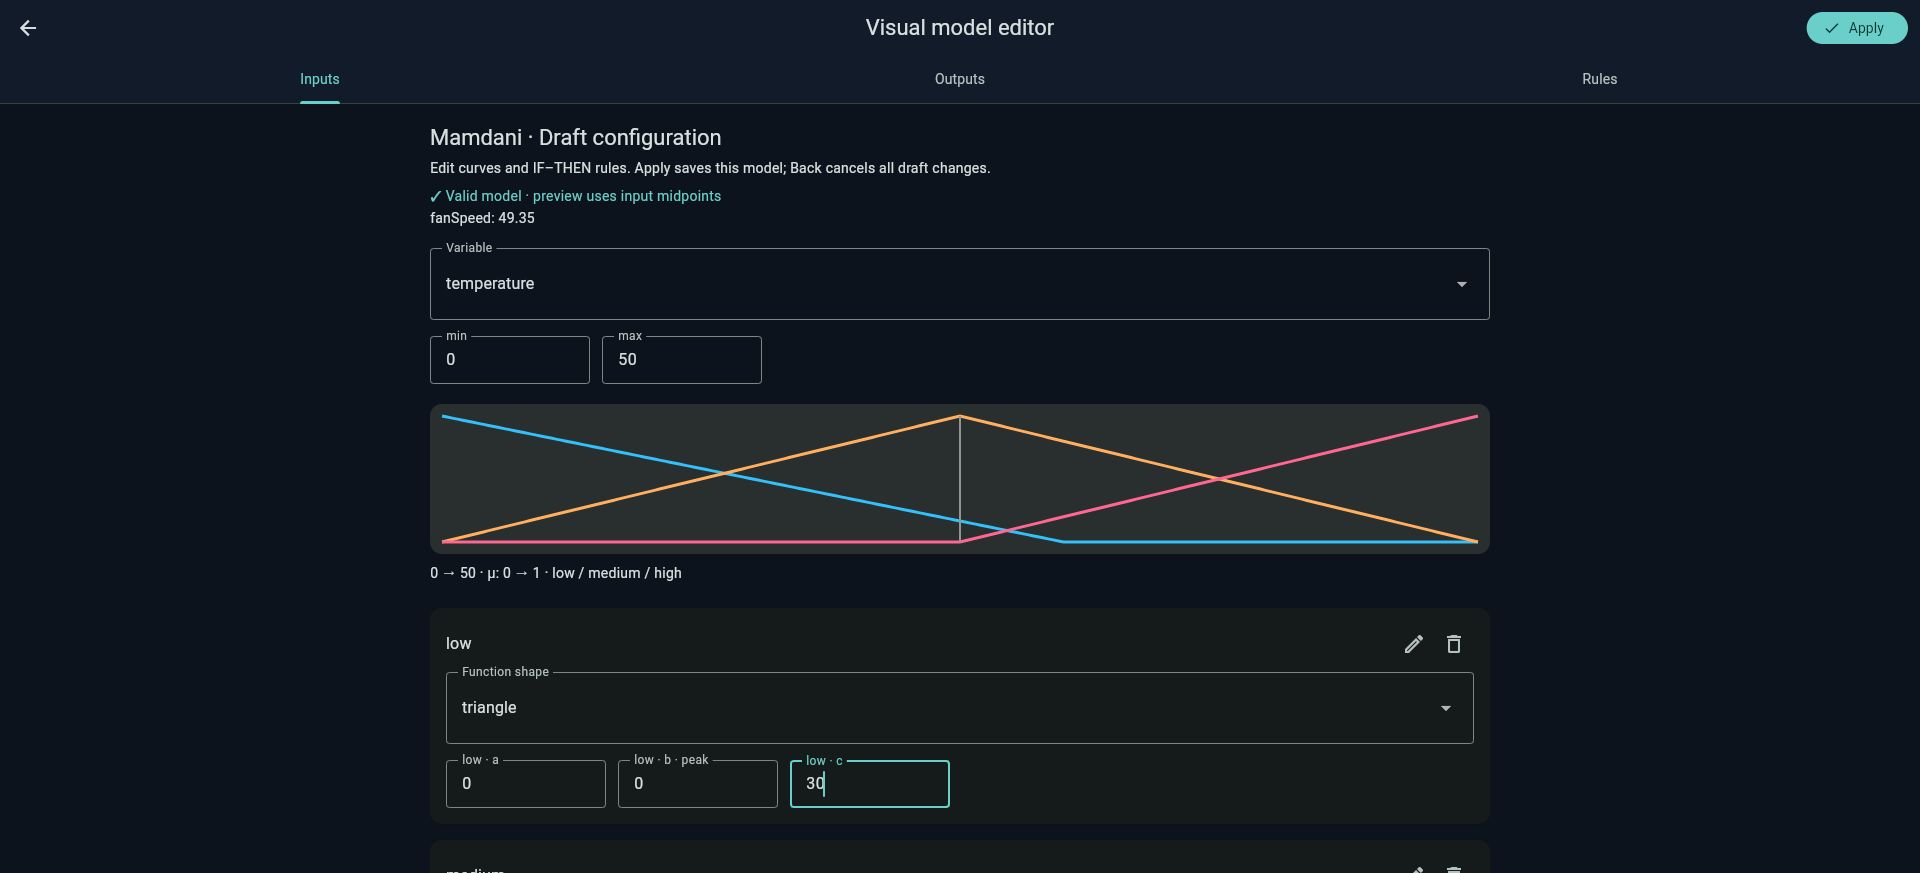 Visual model editor
Apply
Inputs
Outputs
Rules
Mamdani · Draft configuration
Edit curves and IF–THEN rules. Apply saves this model; Back cancels all draft changes.
✓ Valid model · preview uses input midpoints
fanSpeed: 49.35
Variable
temperature
min
0
max
50
0 → 50 · μ: 0 → 1 · low / medium / high
low
Function shape
triangle
low · a
0
low · b · peak
0
low · c
30
medium